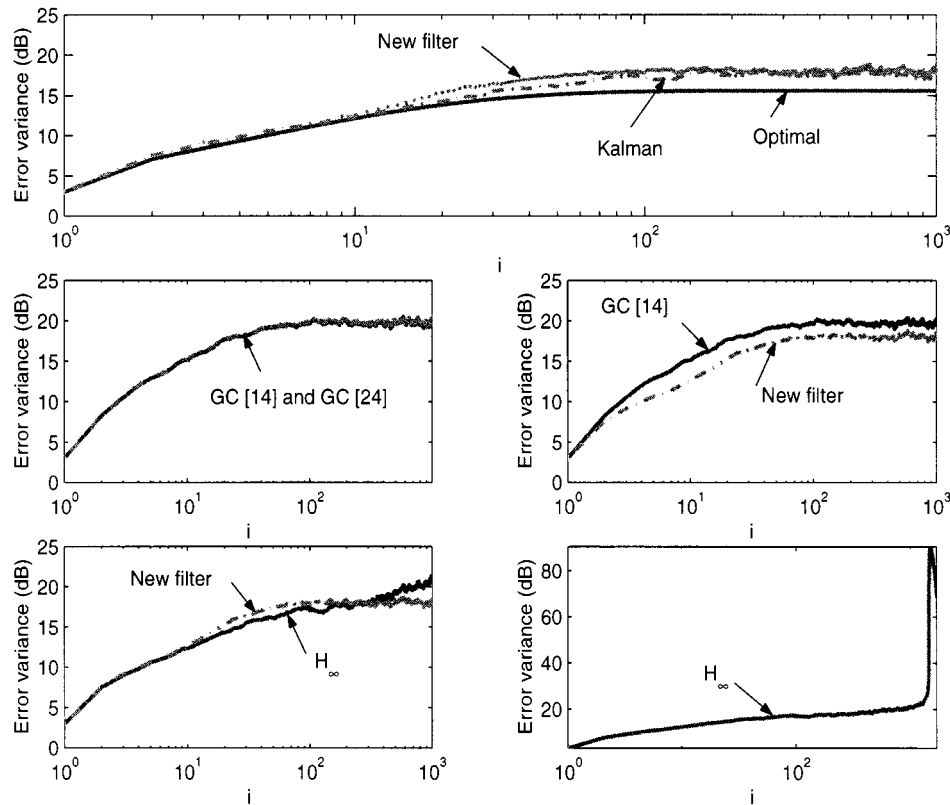 Error variance (dB)
25
20
15
10
5
0
New filter
Kalman
Optimal
10^0
10^1
10^2
10^3
i
Error variance (dB)
25
20
15
10
5
0
GC [14] and GC [24]
10^0
10^1
10^2
i
Error variance (dB)
25
20
15
10
5
0
GC [14]
New filter
10^0
10^1
10^2
10^3
i
Error variance (dB)
25
20
15
10
5
0
New filter
H_∞
10^0
10^1
10^2
10^3
i
Error variance (dB)
80
60
40
20
H_∞
10^0
10^2
i